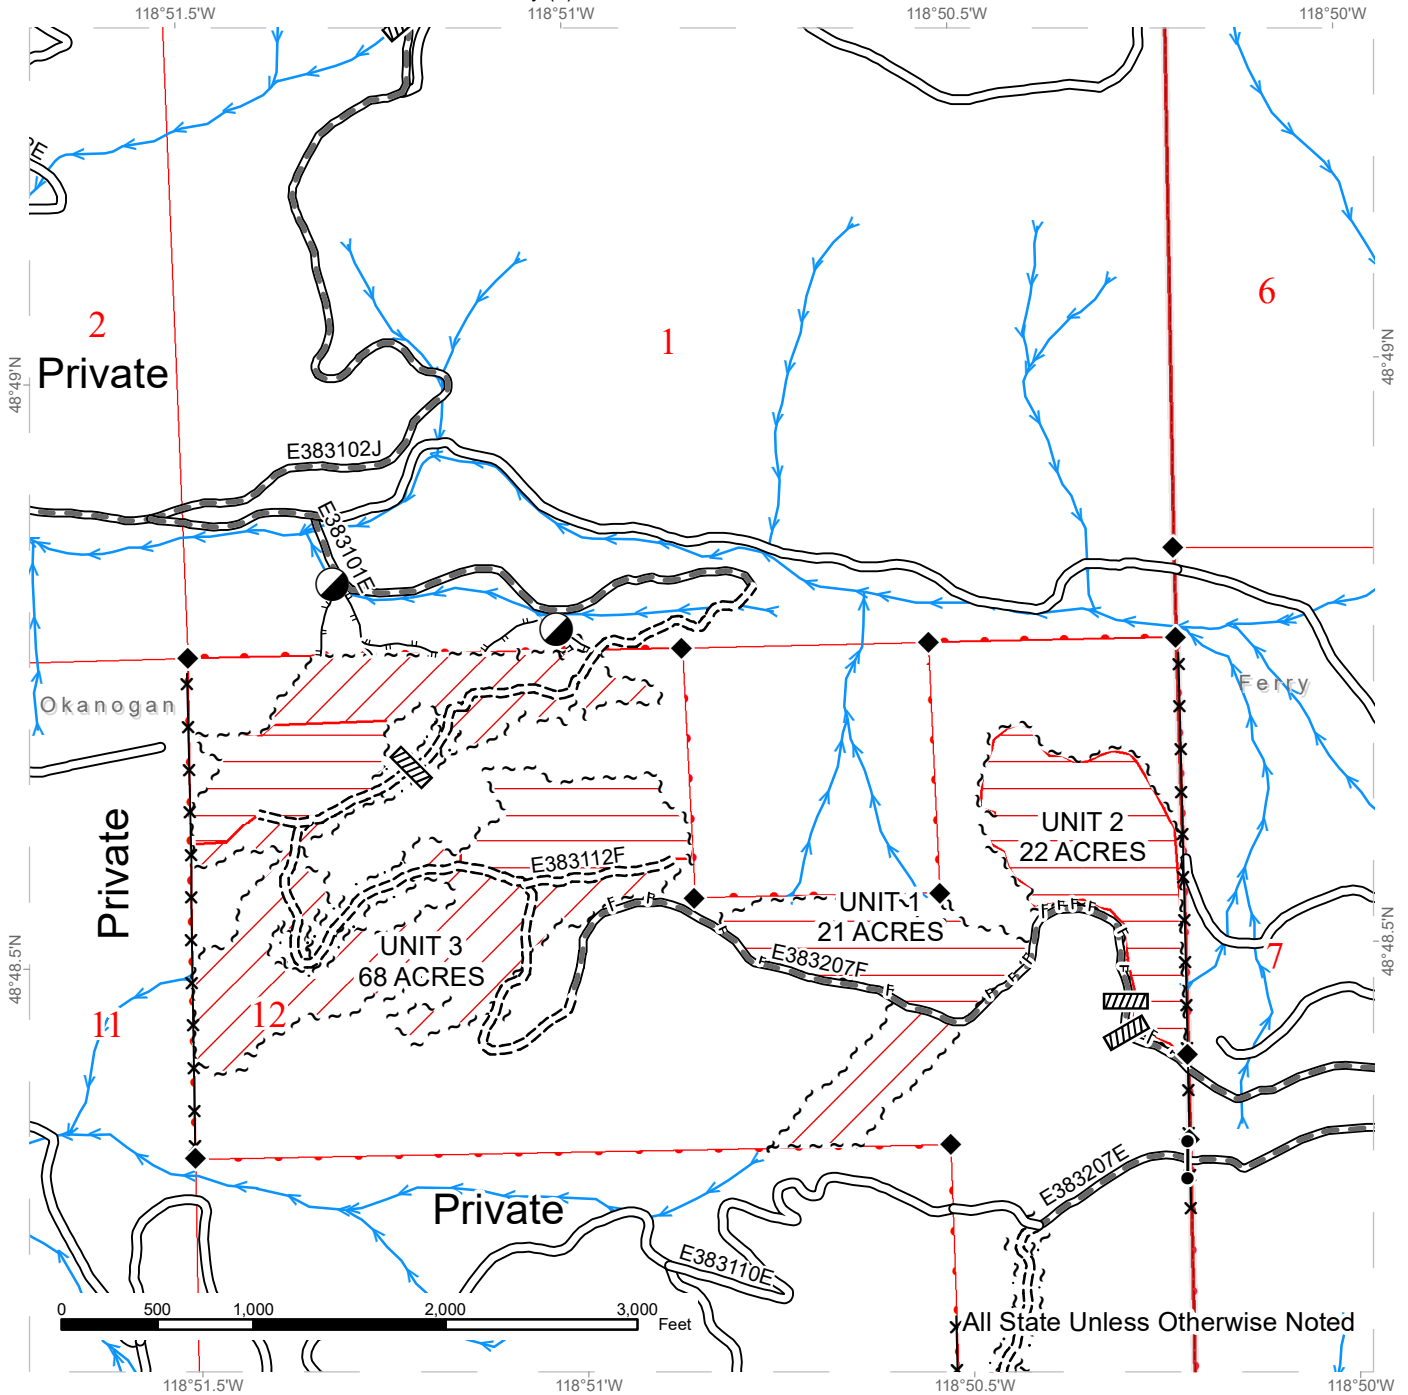 118°51.5'W
118°51'W
118°50.5'W
118°50'W
2
1
6
Private
48°49'N
48°49'N
E383102J
E383101E
Okanogan
Ferry
Private
UNIT 2
22 ACRES
E383112F
UNIT 1
21 ACRES
UNIT 3
68 ACRES
E383207F
F
F
F
F
F
F
F
F
F
F
F
F
F
F
48°48.5'N
48°48.5'N
11
12
7
Private
E383207E
E383110E
0
500
1,000
2,000
3,000
Feet
All State Unless Otherwise Noted
118°51.5'W
118°51'W
118°50.5'W
118°50'W